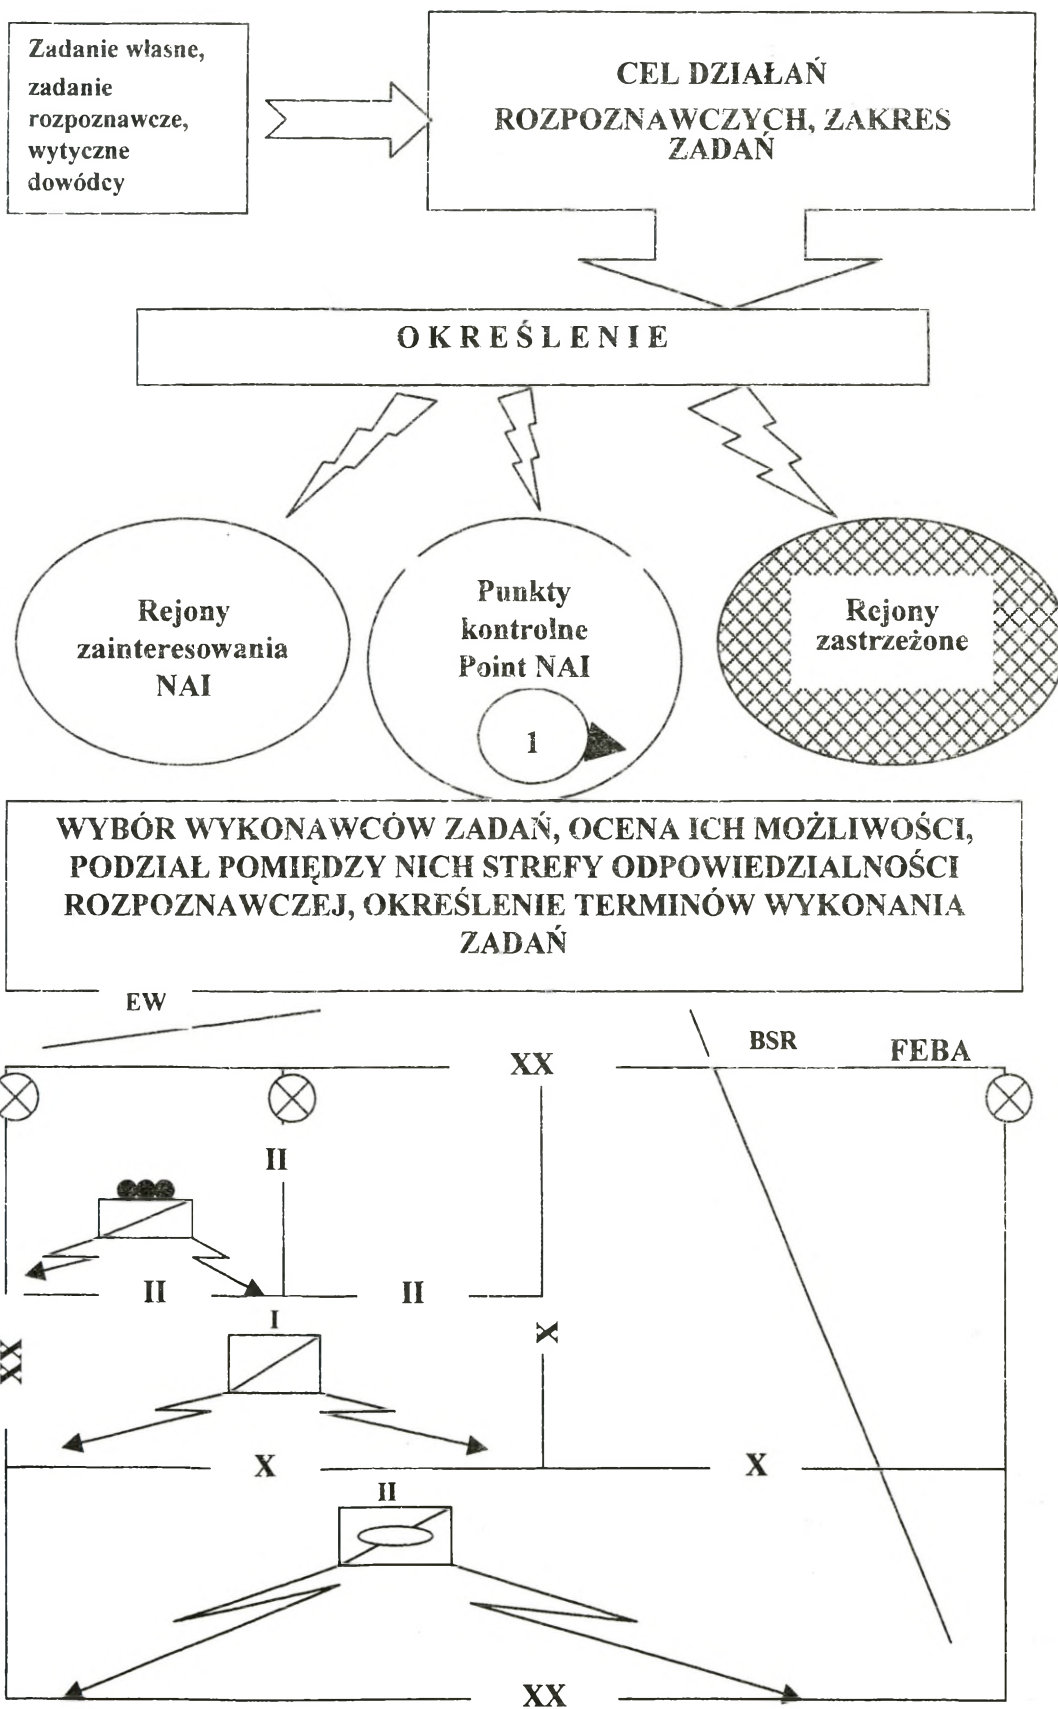 Zadanie własne,
zadanie
rozpoznawcze,
wytyczne
dowódcy
CEL DZIAŁAŃ
ROZPOZNAWCZYCH, ZAKRES
ZADAŃ
OKREŚLENIE
Rejony
zainteresowania
NAI
Punkty
kontrolne
Point NAI
1
Rejony
zastrzeżone
WYBÓR WYKONAWCÓW ZADAŃ, OCENA ICH MOŻLIWOŚCI,
PODZIAŁ POMIĘDZY NICH STREFY ODPOWIEDZIALNOŚCI
ROZPOZNAWCZEJ, OKREŚLENIE TERMINÓW WYKONANIA
ZADAŃ
EW
BSR
FEBA
XX
II
II
II
I
X
XX
X
X
II
XX